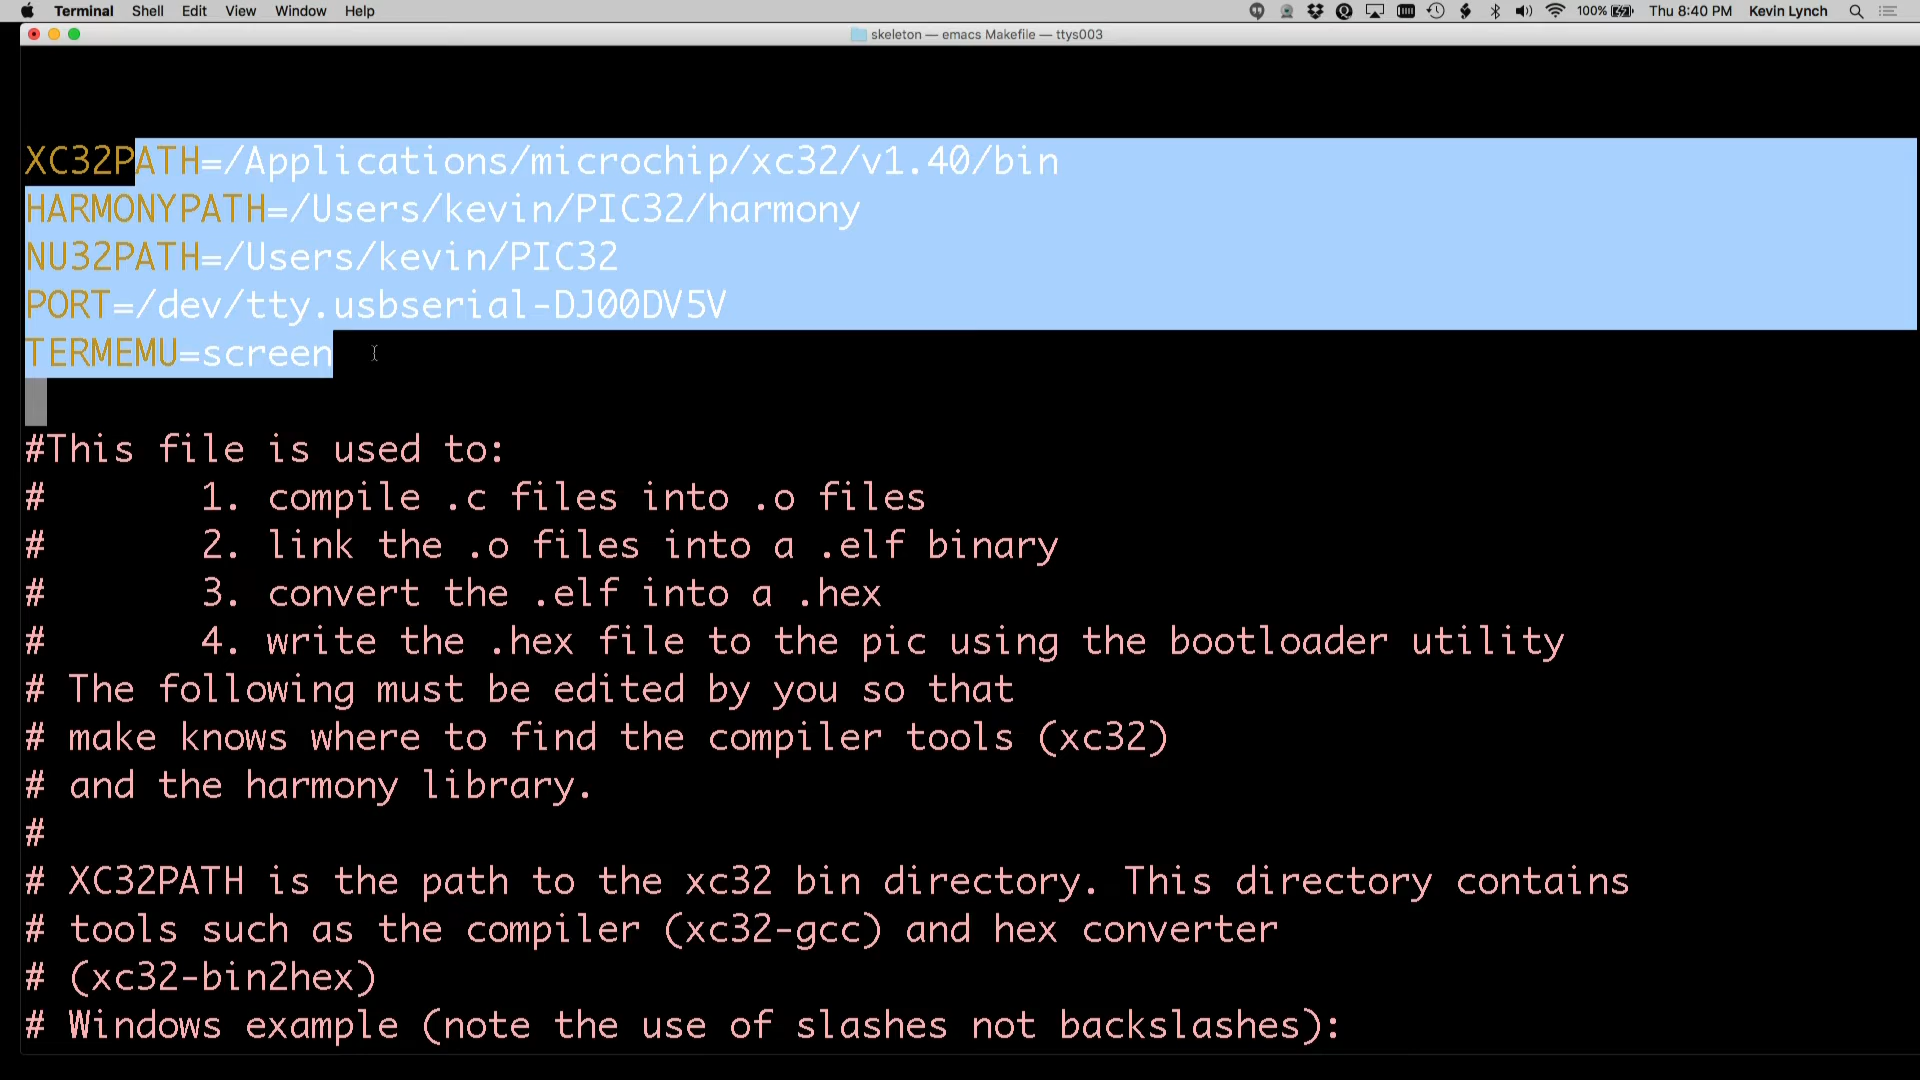 Terminal Shell Edit View Window Help 100% Thu 8:40 PM Kevin Lynch
skeleton — emacs Makefile — ttys003
XC32PATH=/Applications/microchip/xc32/v1.40/bin
HARMONYPATH=/Users/kevin/PIC32/harmony
NU32PATH=/Users/kevin/PIC32
PORT=/dev/tty.usbserial-DJ00DV5V
TERMEMU=screen
#This file is used to:
#       1. compile .c files into .o files
#       2. link the .o files into a .elf binary
#       3. convert the .elf into a .hex
#       4. write the .hex file to the pic using the bootloader utility
# The following must be edited by you so that
# make knows where to find the compiler tools (xc32)
# and the harmony library.
#
# XC32PATH is the path to the xc32 bin directory. This directory contains
# tools such as the compiler (xc32-gcc) and hex converter
# (xc32-bin2hex)
# Windows example (note the use of slashes not backslashes):